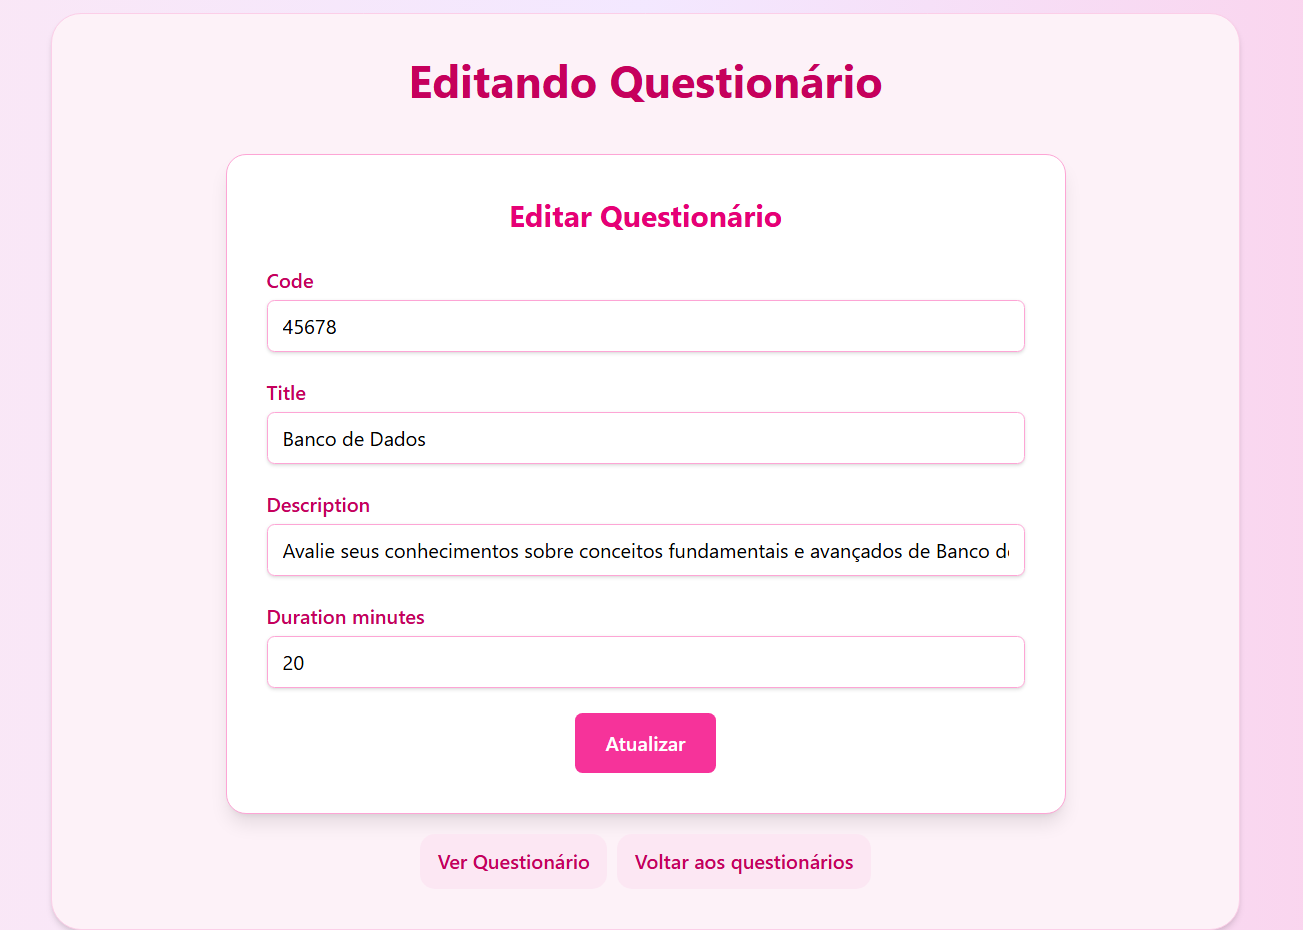 Editando Questionário
Editar Questionário
Code
45678
Title
Banco de Dados
Description
Avalie seus conhecimentos sobre conceitos fundamentais e avançados de Banco
Duration minutes
20
Atualizar
Ver Questionário
Voltar aos questionários